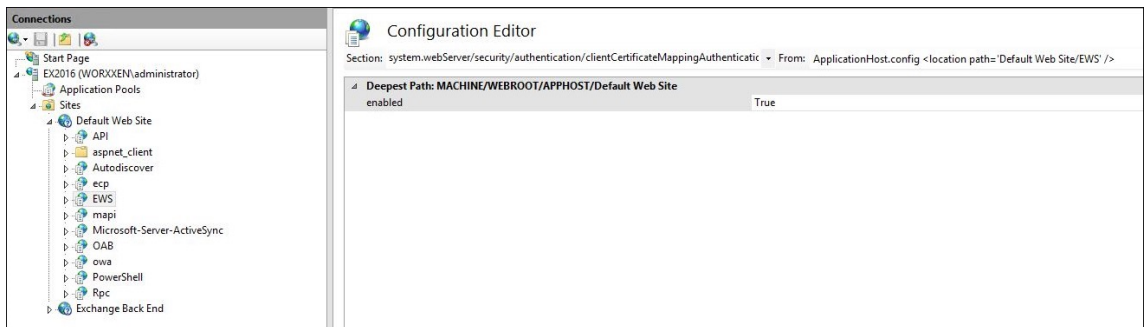 Connections
Start Page
EX2016 (WORXXEN\administrator)
Application Pools
Sites
Default Web Site
API
aspnet_client
Autodiscover
ecp
EWS
mapi
Microsoft-Server-ActiveSync
OAB
owa
PowerShell
Rpc
Exchange Back End
Configuration Editor
Section: system.webServer/security/authentication/clientCertificateMappingAuthenticatic From: ApplicationHost.config <location path='Default Web Site/EWS' />
Deepest Path: MACHINE/WEBROOT/APPHOST/Default Web Site
enabled True